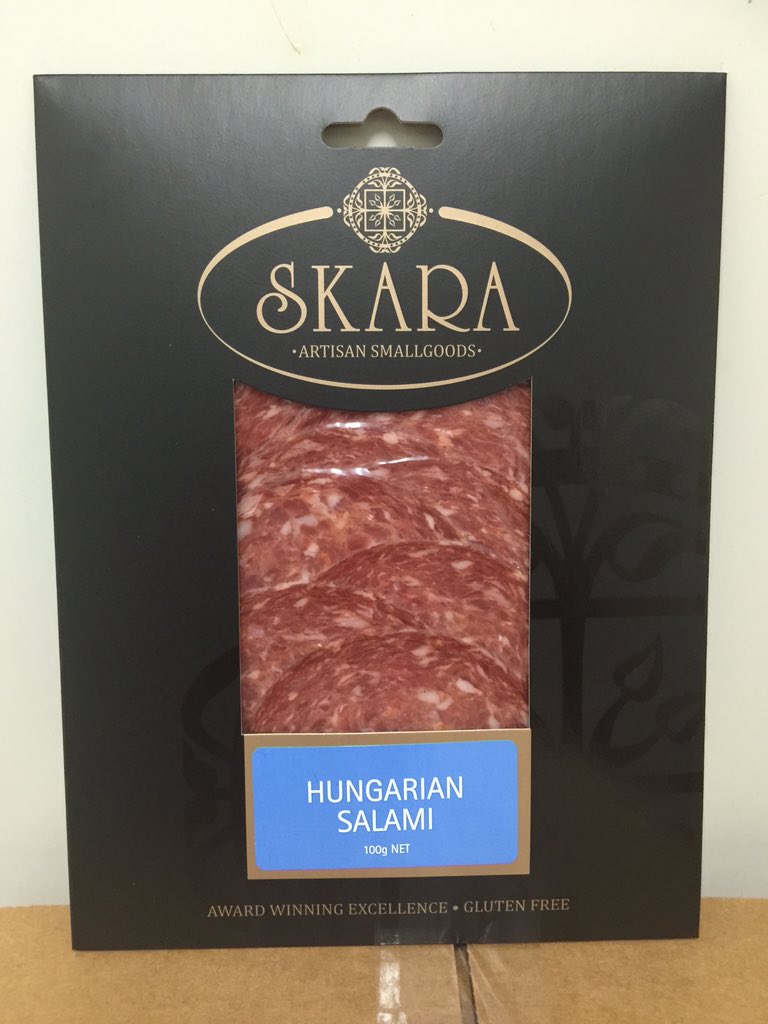 SKARA
·ARTISAN SMALLGOODS·
HUNGARIAN
SALAMI
100g NET
AWARD WINNING EXCELLENCE • GLUTEN FREE